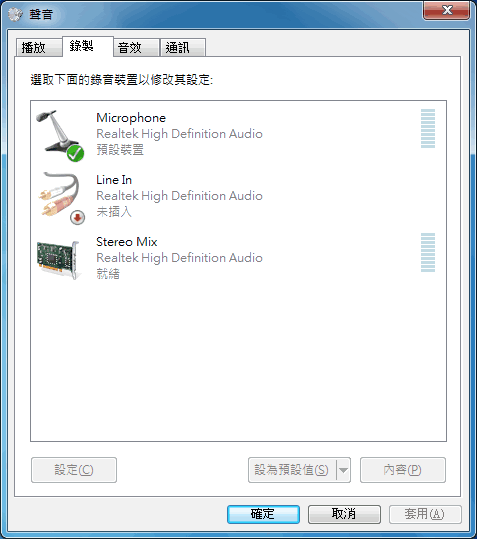 聲音
播放 錄製 音效 通訊
選取下面的錄音裝置以修改其設定:
Microphone
Realtek High Definition Audio
預設裝置
Line In
Realtek High Definition Audio
未插入
Stereo Mix
Realtek High Definition Audio
就緒
設定(C) 設為預設值(S) 內容(P)
確定 取消 套用(A)